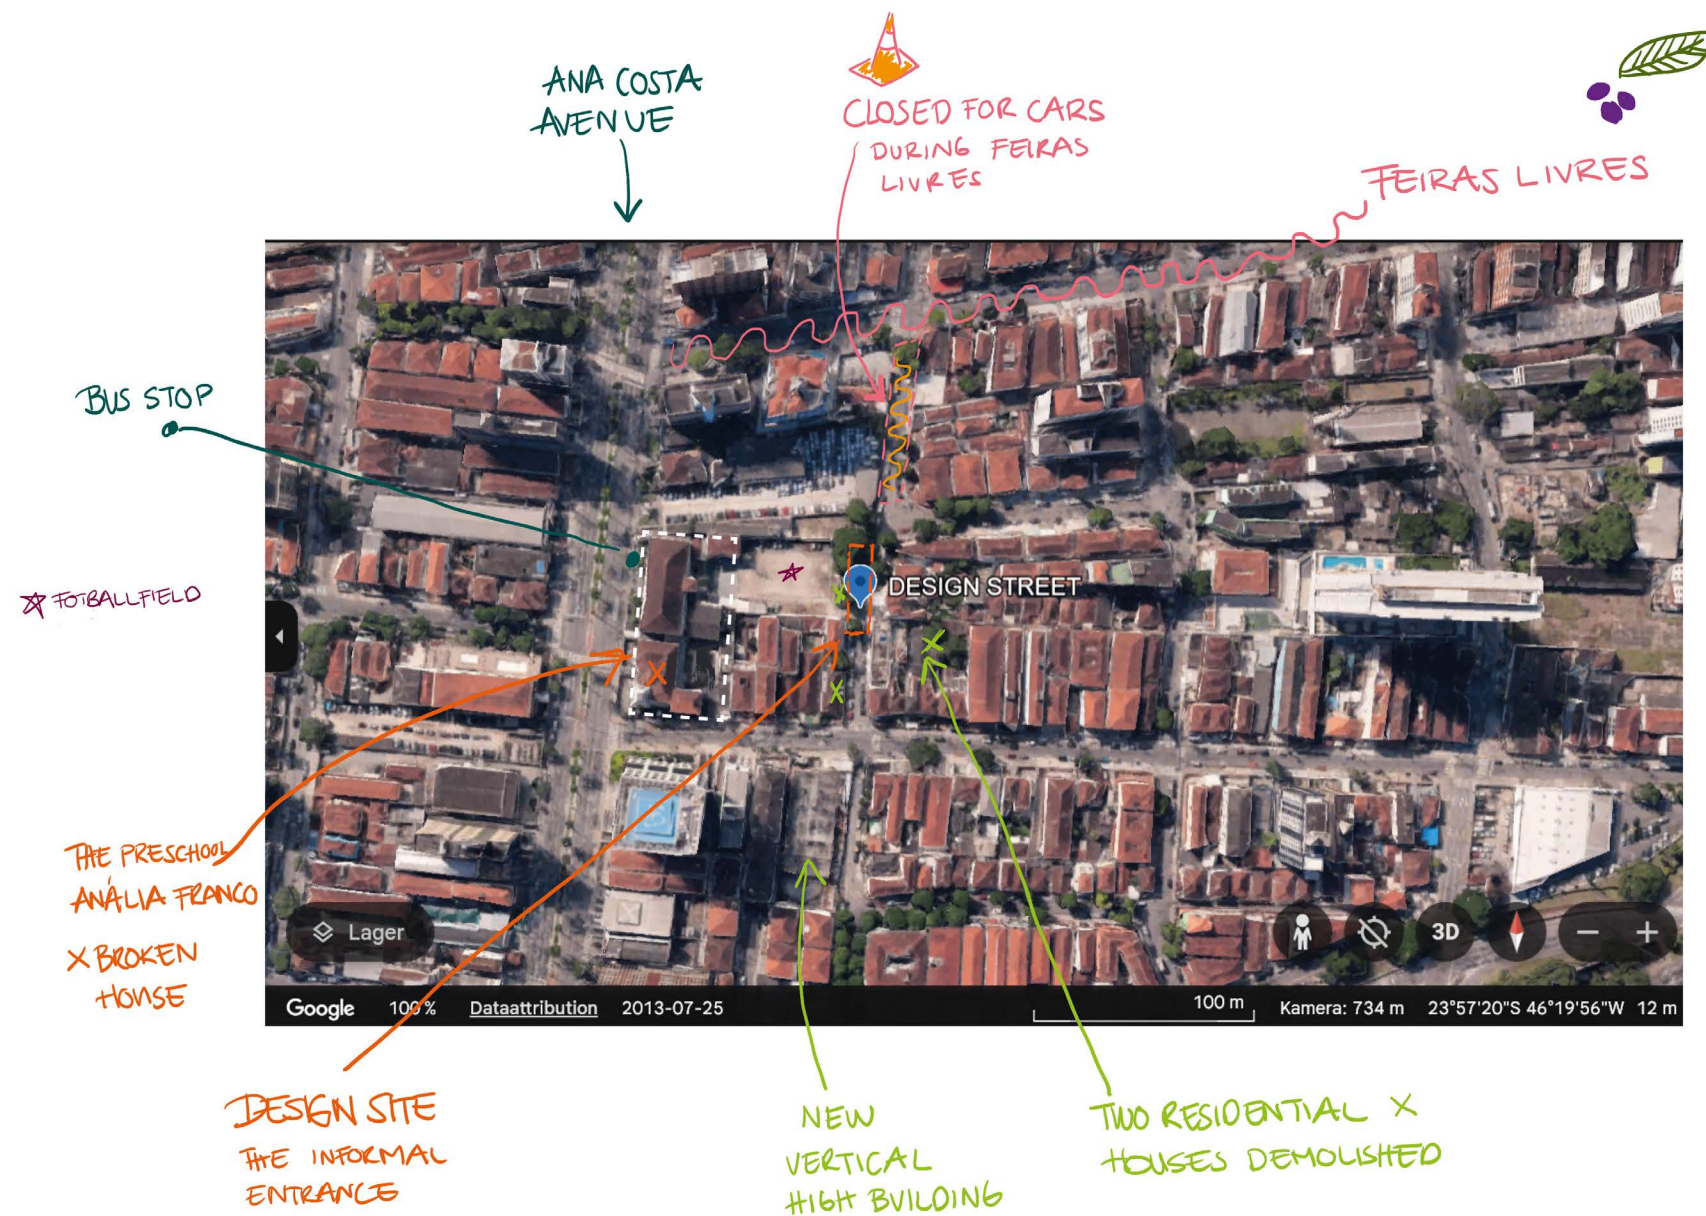 ANA COSTA
AVENUE
CLOSED FOR CARS
DURING FEIRAS
LIVRES
FEIRAS LIVRES
BUS STOP
FOTBALLFIELD
DESIGN STREET
THE PRESCHOOL
ANÁLIA FRANCO
X BROKEN
HOUSE
Lager
3D
Google
100 %
Dataattribution
2013-07-25
100 m
Kamera: 734 m
23°57'20"S 46°19'56"W
12 m
DESIGN SITE
THE INFORMAL
ENTRANCE
NEW
VERTICAL
HIGH BUILDING
TWO RESIDENTIAL X
HOUSES DEMOLISHED